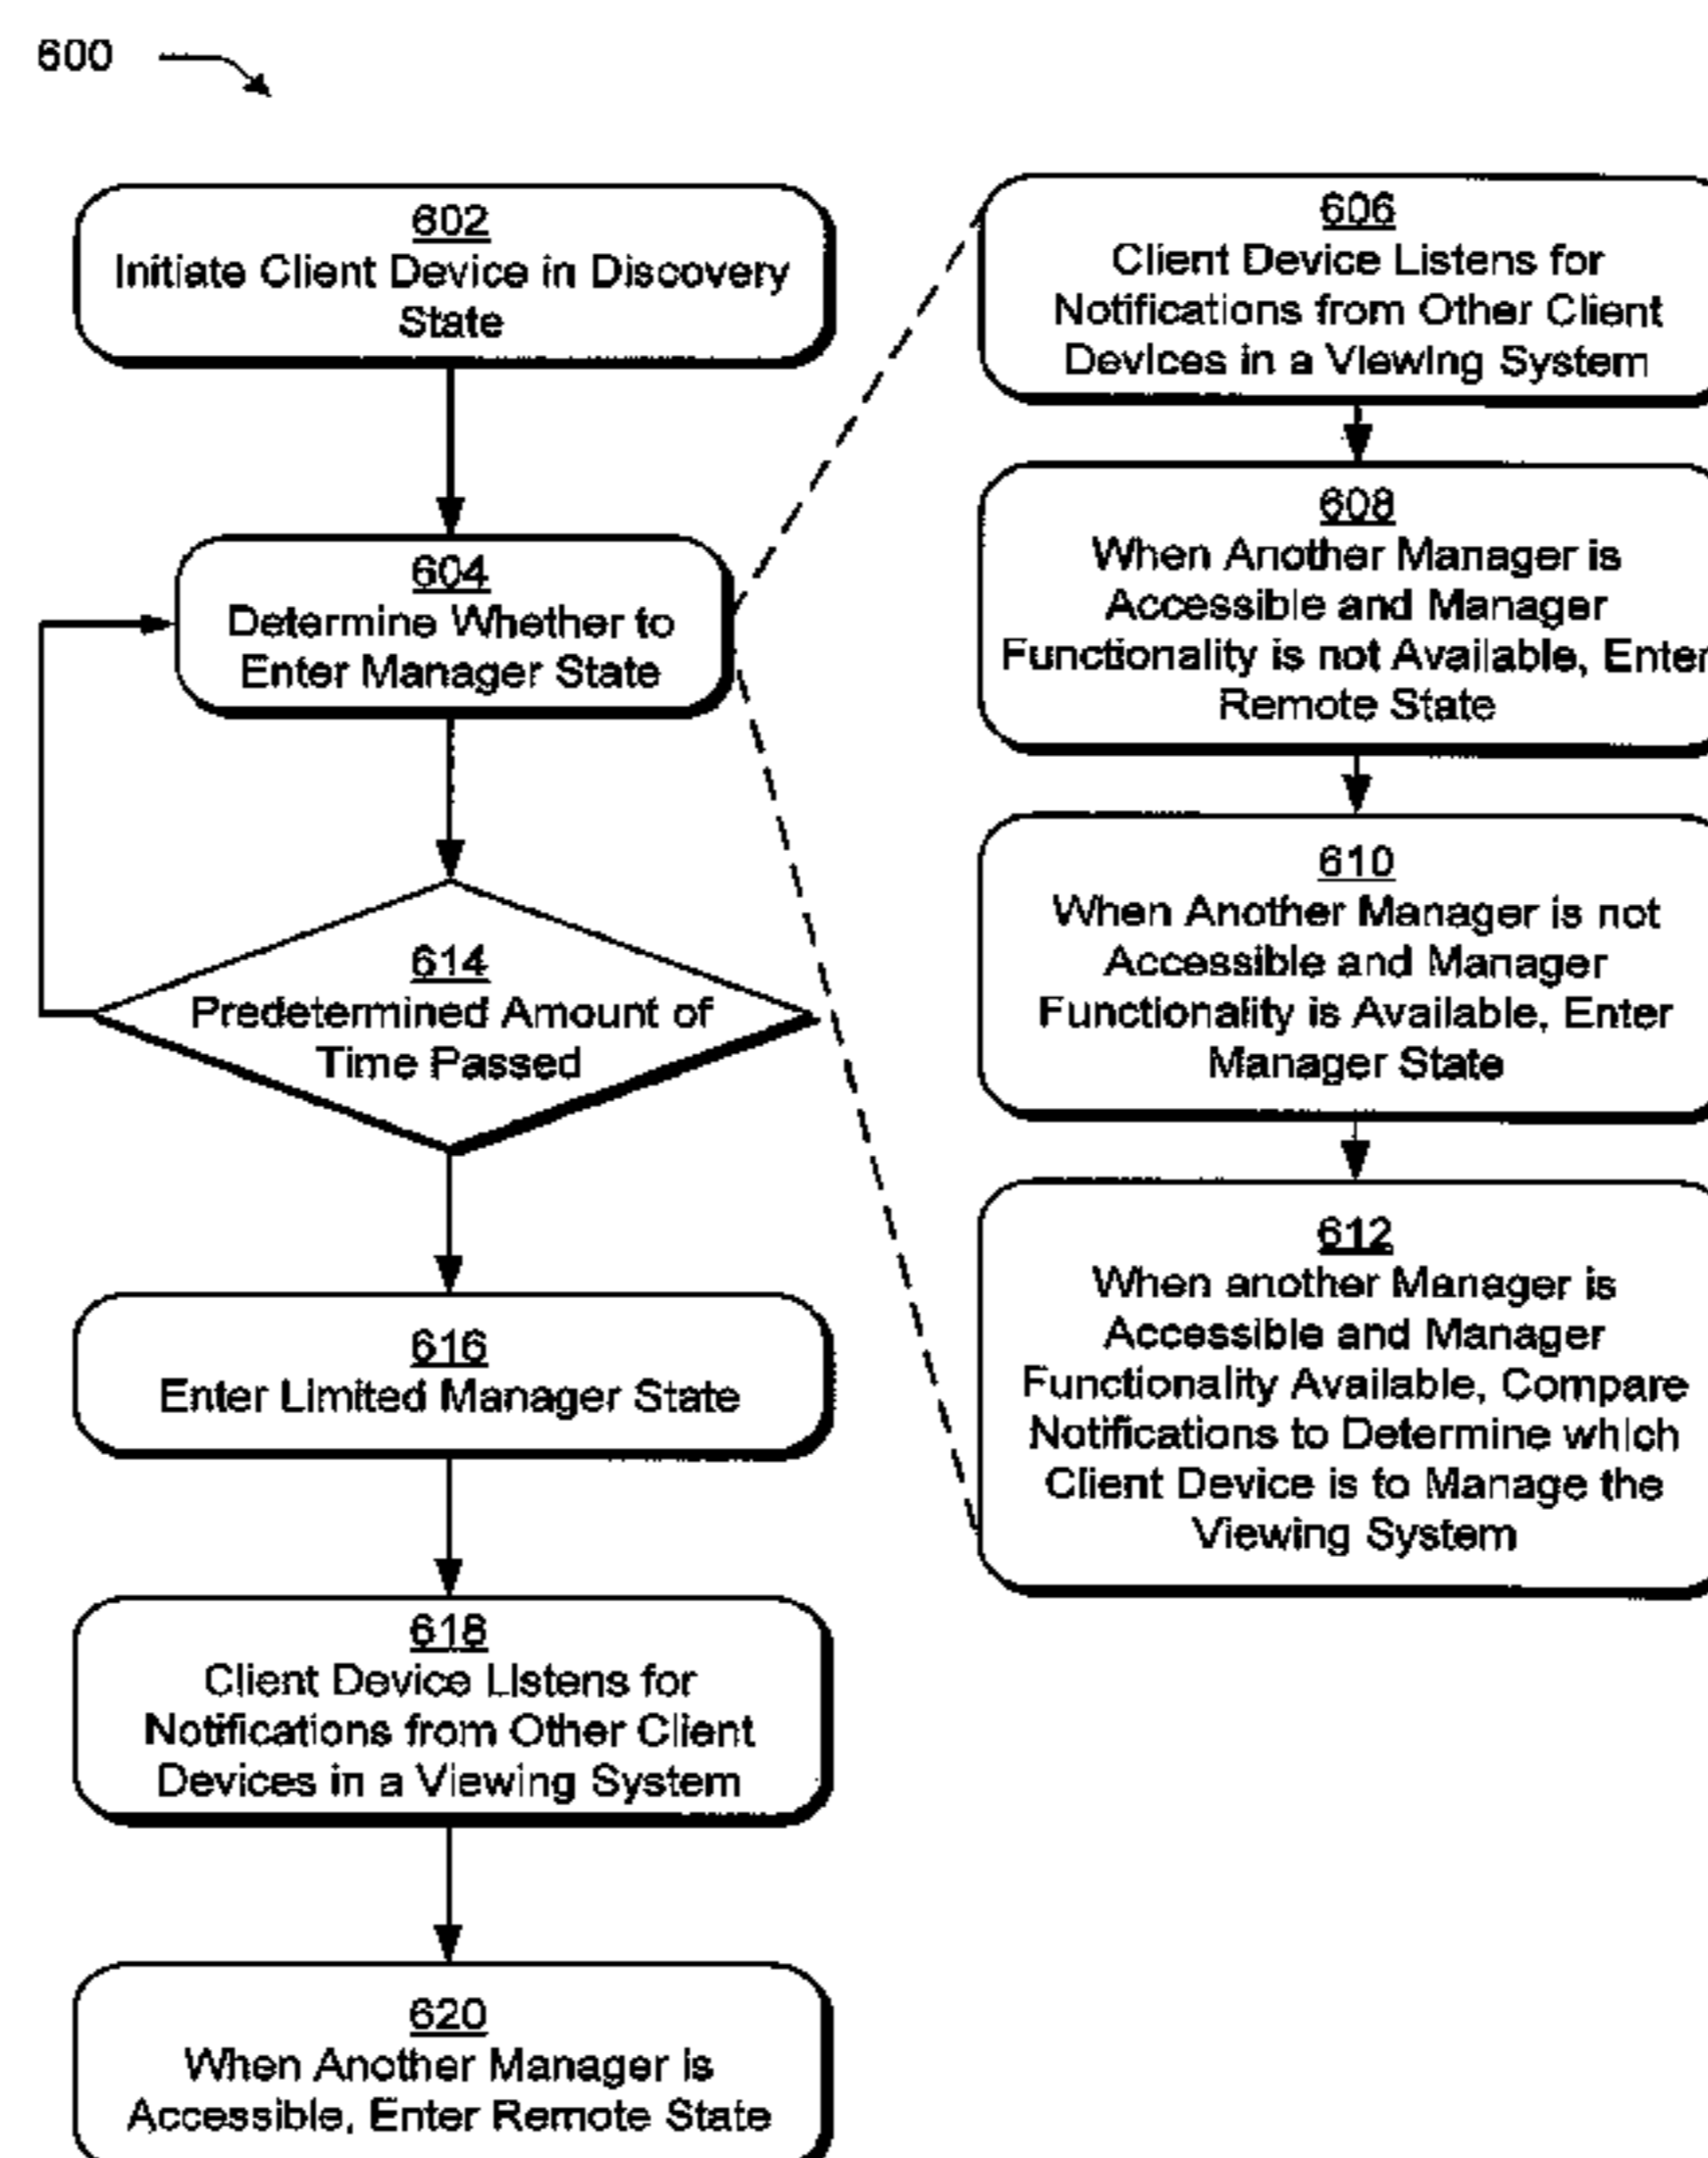 600
602
Initiate Client Device in Discovery
State
604
Determine Whether to
Enter Manager State
614
Predetermined Amount of
Time Passed
616
Enter Limited Manager State
618
Client Device Listens for
Notifications from Other Client
Devices in a Viewing System
620
When Another Manager is
Accessible, Enter Remote State
606
Client Device Listens for
Notifications from Other Client
Devices in a Viewing System
608
When Another Manager is
Accessible and Manager
Functionality is not Available, Enter
Remote State
610
When Another Manager is not
Accessible and Manager
Functionality is Available, Enter
Manager State
612
When another Manager is
Accessible and Manager
Functionality Available, Compare
Notifications to Determine which
Client Device is to Manage the
Viewing System